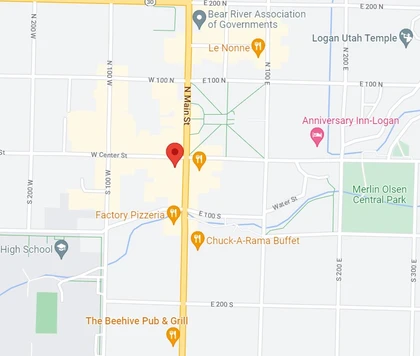 30
Bear River Association
of Governments
Le Nonne
Logan Utah Temple
N 200 W
N 100 W
N Main St
N 100 E
N 200 E
W 100 N
E 100 N
E 100 N
Anniversary Inn-Logan
W Center St
St
S 200 W
S 100 W
Merlin Olsen
Central Park
Water St
Factory Pizzeria
E 100 S
High School
Chuck-A-Rama Buffet
S 200 E
S 300 E
E 200 S
The Beehive Pub & Grill